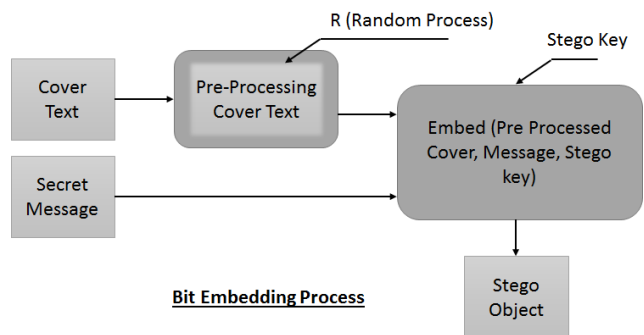 R (Random Process)
Stego Key
Cover
Text
Pre-Processing
Cover Text
Embed (Pre Processed
Cover, Message, Stego
key)
Secret
Message
Bit Embedding Process
Stego
Object